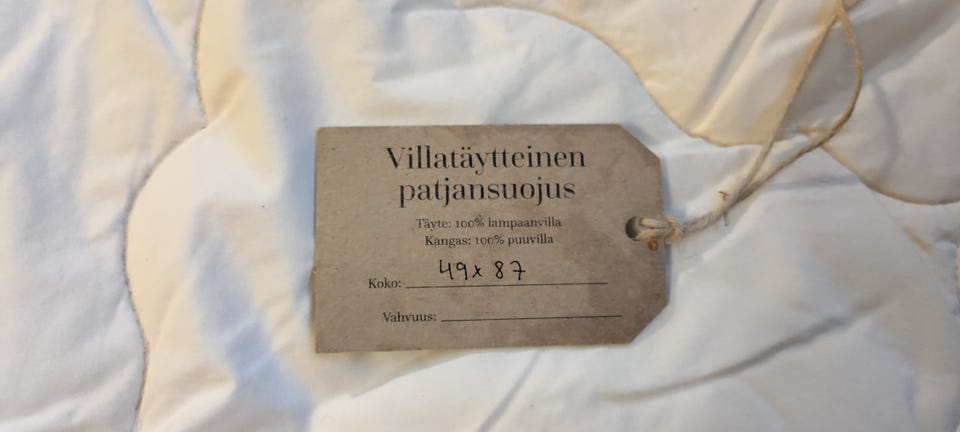 Villatäytteinen
patjansuojus
Täyte: 100% lampaanvilla
Kangas: 100% puuvilla
Koko: 49x87
Vahvuus: